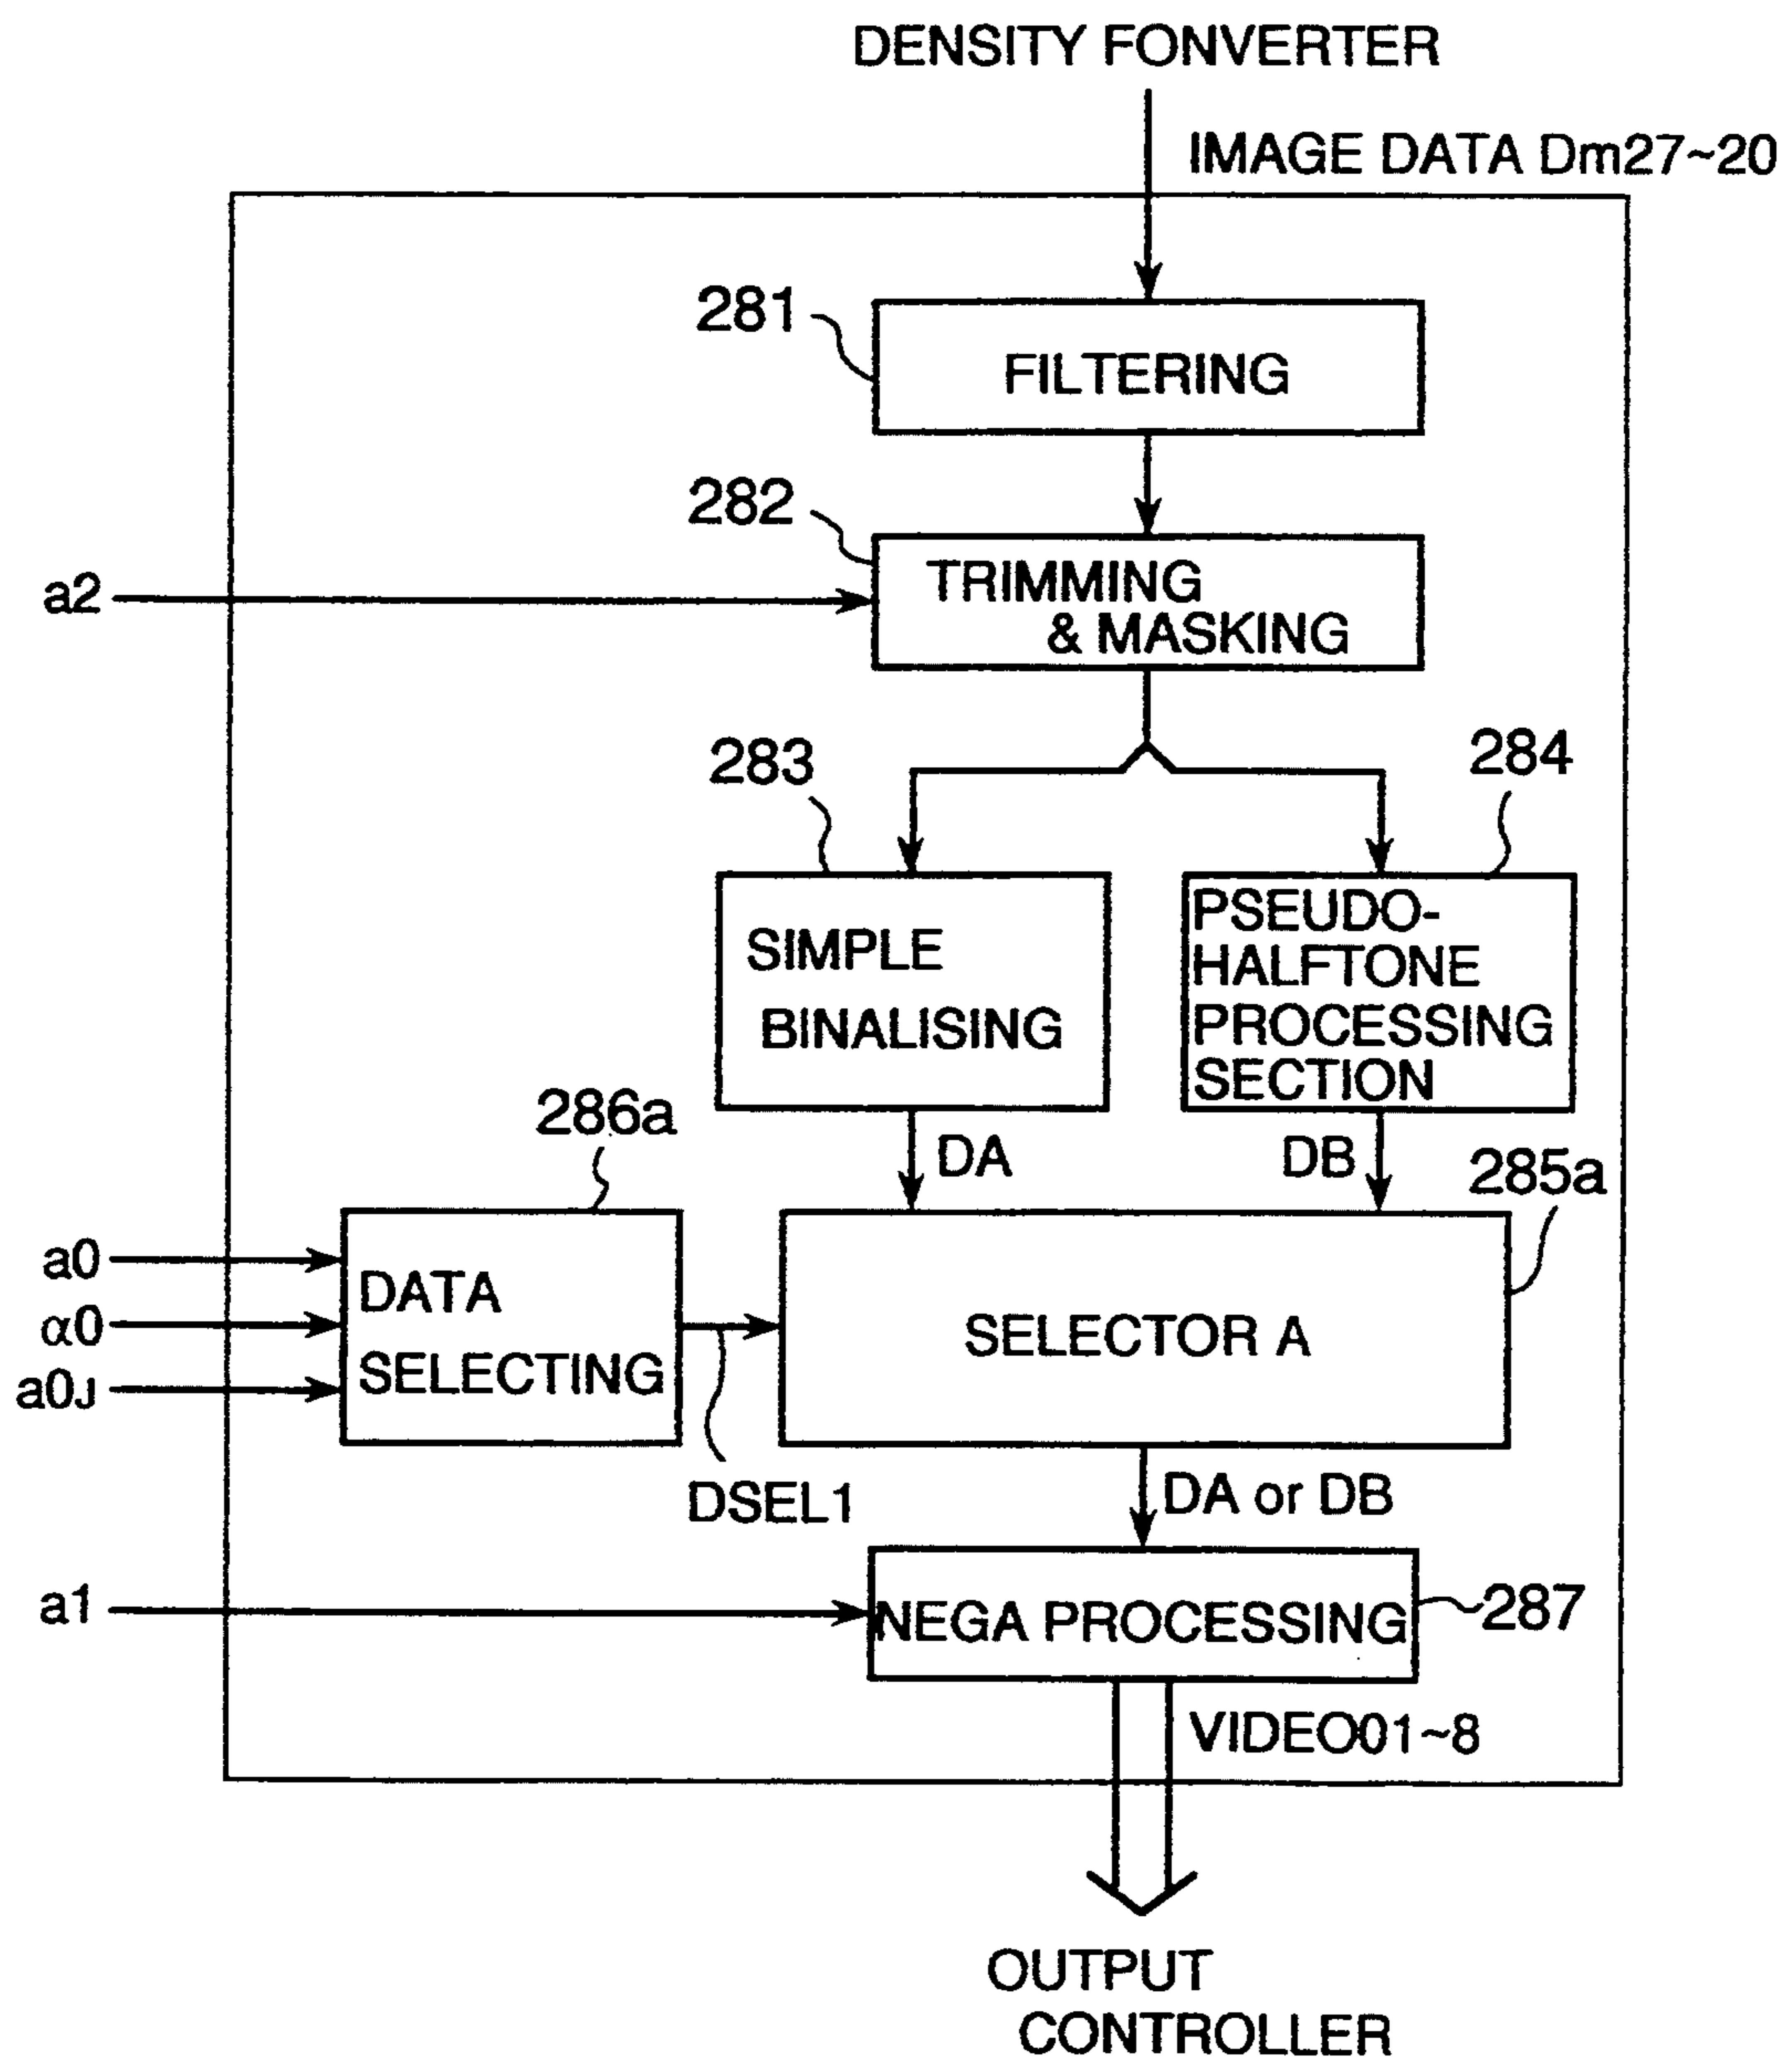 DENSITY FONVERTER
IMAGE DATA Dm27~20
281
FILTERING
282
a2
TRIMMING
& MASKING
283
284
SIMPLE
BINALISING
PSEUDO-
HALFTONE
PROCESSING
SECTION
286a
DA
DB
285a
a0
α0
a0J
DATA
SELECTING
SELECTOR A
DSEL1
DA or DB
a1
NEGA PROCESSING
287
VIDEO01~8
OUTPUT
CONTROLLER